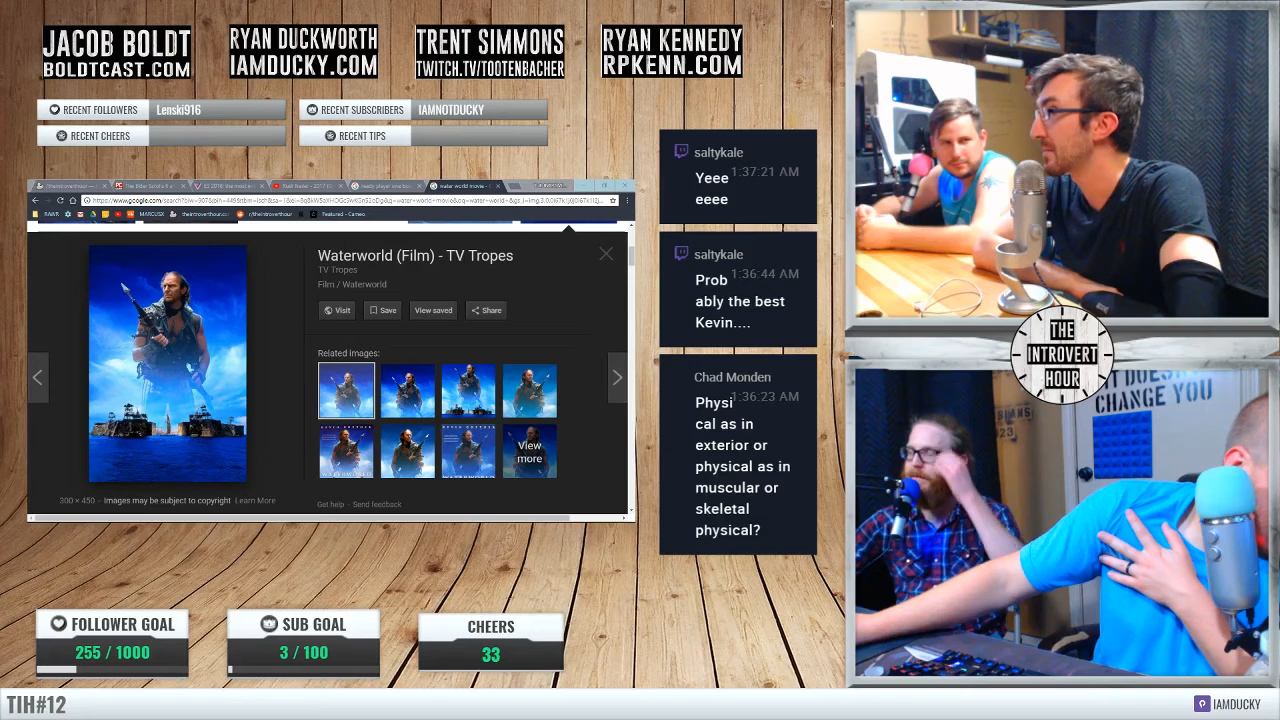 JACOB BOLDT
BOLDTCAST.COM
RYAN DUCKWORTH
IAMDUCKY.COM
TRENT SIMMONS
TWITCH.TV/TOOTENBACHER
RYAN KENNEDY
RPKENN.COM
RECENT FOLLOWERS Lenski916
RECENT SUBSCRIBERS IAMNOTDUCKY
RECENT CHEERS
RECENT TIPS
Waterworld (Film) - TV Tropes
TV Tropes
Film / Waterworld
Visit
Save
View saved
Share
Related images:
View
more
300 × 450 - Images may be subject to copyright Learn More
Get help - Send feedback
saltykale
1:37:21 AM
Yeee
eeee
saltykale
1:36:44 AM
Prob
ably the best
Kevin....
Chad Monden
1:36:23 AM
Physi
cal as in
exterior or
physical as in
muscular or
skeletal
physical?
THE
INTROVERT
HOUR
CHANGE YOU
FOLLOWER GOAL
255 / 1000
SUB GOAL
3 / 100
CHEERS
33
TIH#12
IAMDUCKY